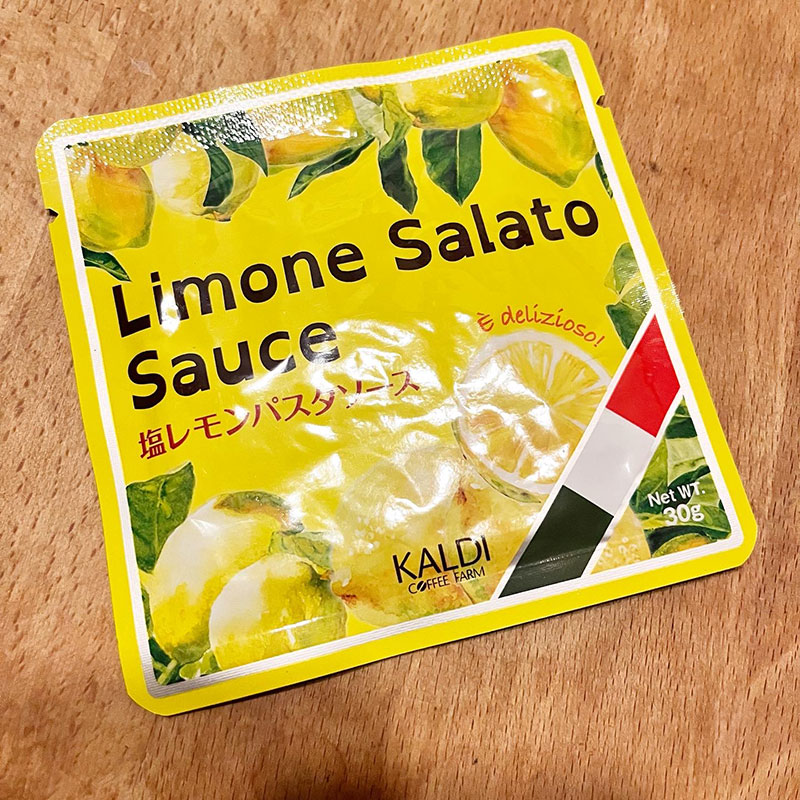 Limone Salato
Sauce
È delizioso!
塩レモンパスタソース
Net WT.
30g
KALDI
COFFEE FARM